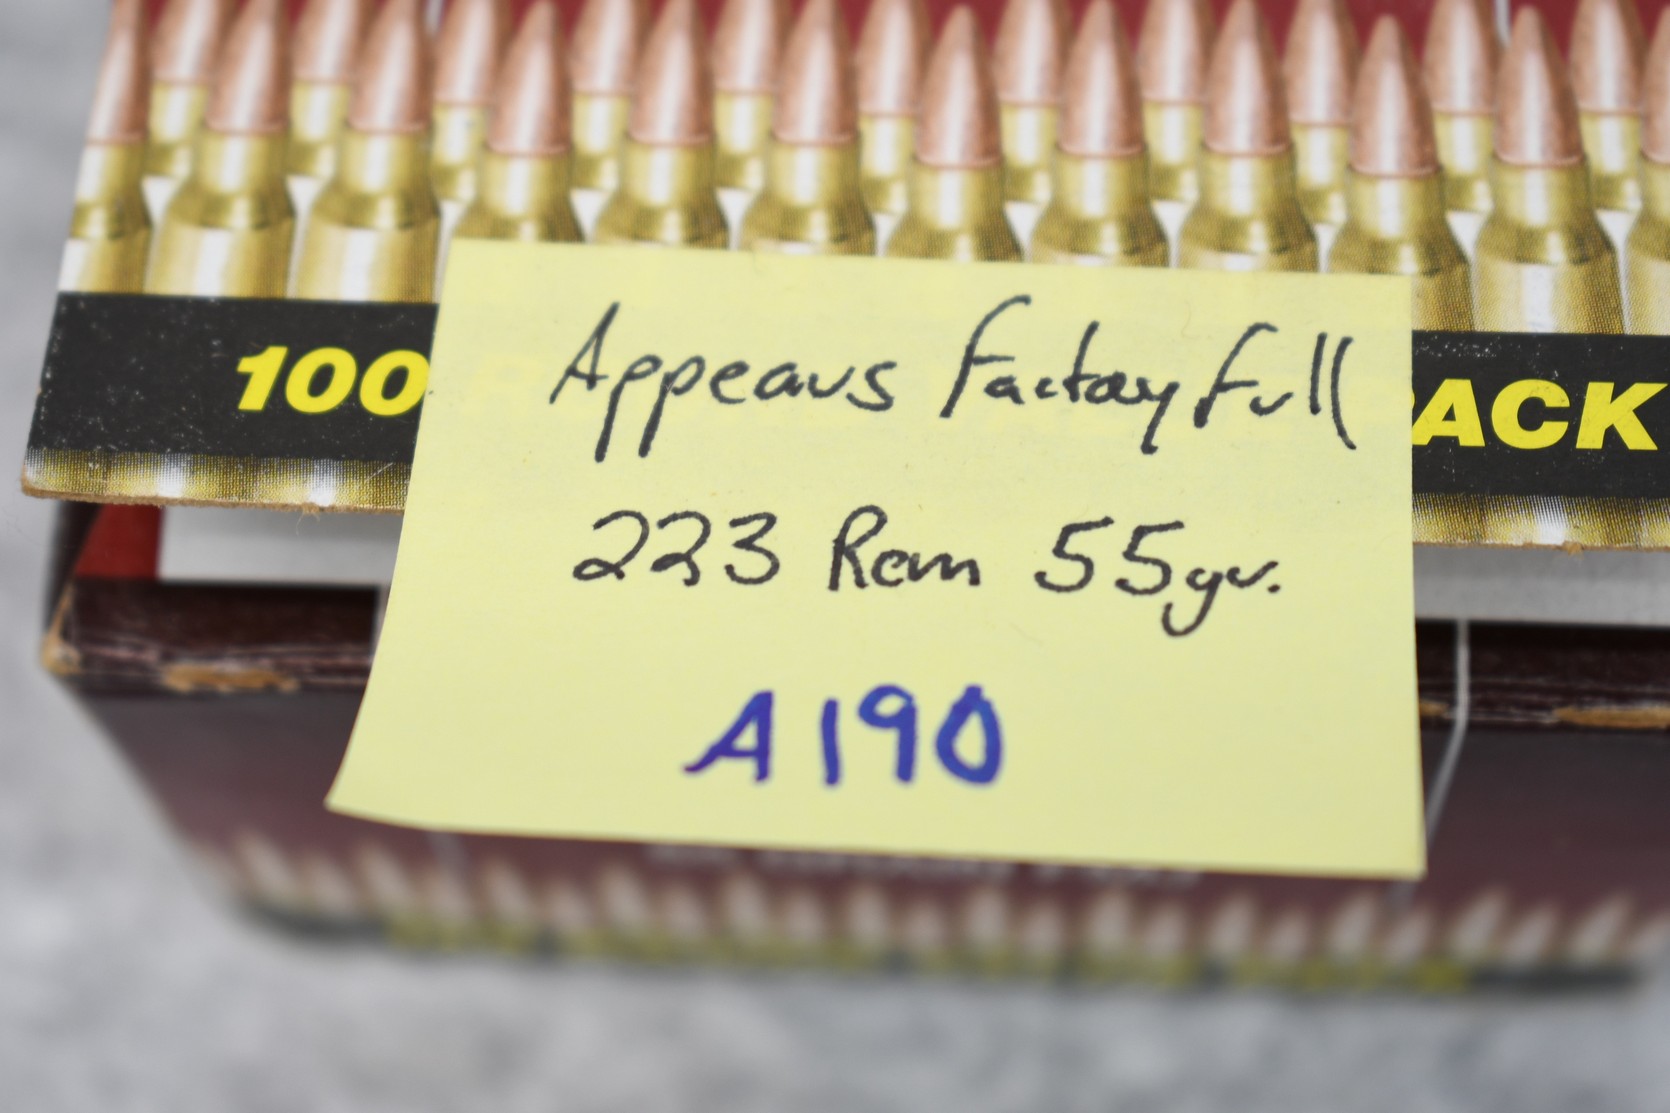 100
ACK
Appears Factory Full
223 Rem 55gr.
A190